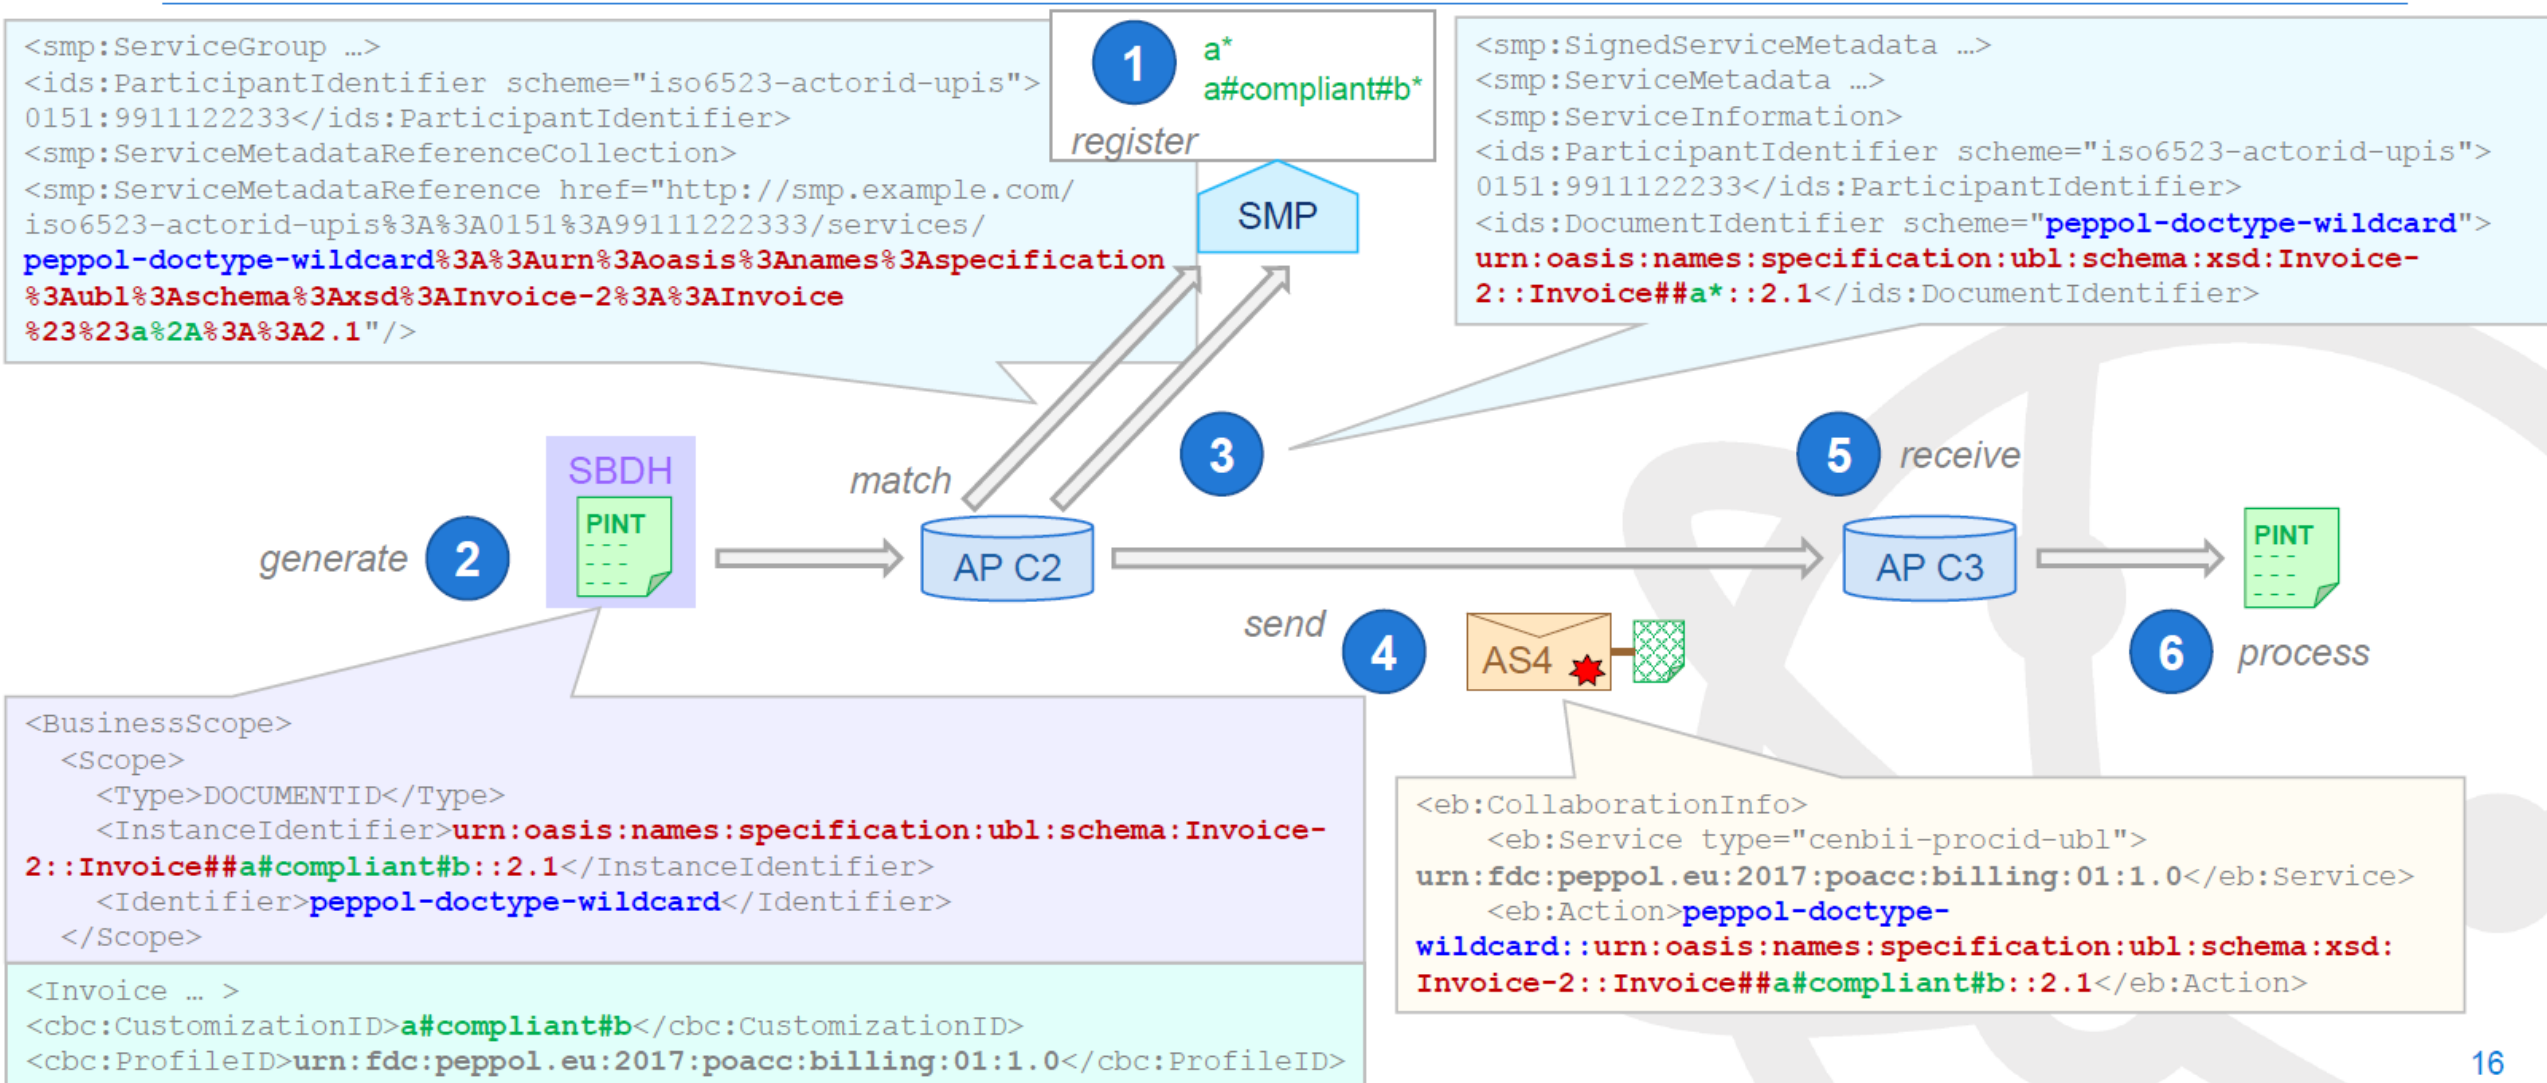 <smp:ServiceGroup …>
<ids:ParticipantIdentifier scheme="iso6523-actorid-upis">
0151:9911122233</ids:ParticipantIdentifier>
<smp:ServiceMetadataReferenceCollection>
<smp:ServiceMetadataReference href="http://smp.example.com/
iso6523-actorid-upis%3A%3A0151%3A99111222333/services/
peppol-doctype-wildcard%3A%3Aurn%3Aoasis%3Anames%3Aspecification
%3Aubl%3Aschema%3Axsd%3AInvoice-2%3A%3AInvoice
%23%23a%2A%3A%3A2.1"/>
1
a*
a#compliant#b*
register
SMP
<smp:SignedServiceMetadata …>
<smp:ServiceMetadata …>
<smp:ServiceInformation>
<ids:ParticipantIdentifier scheme="iso6523-actorid-upis">
0151:9911122233</ids:ParticipantIdentifier>
<ids:DocumentIdentifier scheme="peppol-doctype-wildcard">
urn:oasis:names:specification:ubl:schema:xsd:Invoice-
2::Invoice##a*::2.1</ids:DocumentIdentifier>
generate
2
SBDH
PINT
match
AP C2
3
send
4
AS4
5
receive
AP C3
PINT
6
process
<BusinessScope>
<Scope>
<Type>DOCUMENTID</Type>
<InstanceIdentifier>urn:oasis:names:specification:ubl:schema:Invoice-
2::Invoice##a#compliant#b::2.1</InstanceIdentifier>
<Identifier>peppol-doctype-wildcard</Identifier>
</Scope>
<Invoice … >
<cbc:CustomizationID>a#compliant#b</cbc:CustomizationID>
<cbc:ProfileID>urn:fdc:peppol.eu:2017:poacc:billing:01:1.0</cbc:ProfileID>
<eb:CollaborationInfo>
<eb:Service type="cenbii-procid-ubl">
urn:fdc:peppol.eu:2017:poacc:billing:01:1.0</eb:Service>
<eb:Action>peppol-doctype-
wildcard::urn:oasis:names:specification:ubl:schema:xsd:
Invoice-2::Invoice##a#compliant#b::2.1</eb:Action>
16